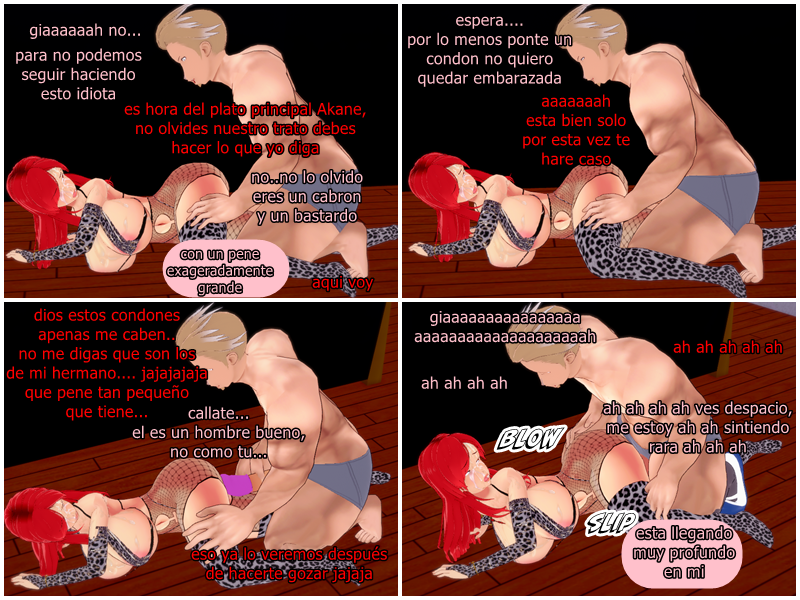 giaaaaaah no...
para no podemos
seguir haciendo
esto idiota
es hora del plato principal Akane,
no olvides nuestro trato debes
hacer lo que yo diga
no..no lo olvido
eres un cabron
y un bastardo
con un pene
exageradamente
grande
aqui voy
espera....
por lo menos ponte un
condon no quiero
quedar embarazada
aaaaaaah
esta bien solo
por esta vez te
hare caso
dios estos condones
apenas me caben..
no me digas que son los
de mi hermano.... jajajajaja
que pene tan pequeño
que tiene...
callate...
el es un hombre bueno,
no como tu...
eso ya lo veremos después
de hacerte gozar jajaja
giaaaaaaaaaaaaaaaa
aaaaaaaaaaaaaaaaaaaah
ah ah ah ah ah
ah ah ah ah
ah ah ah ah ves despacio,
me estoy ah ah sintiendo
rara ah ah ah
BLOW
SLIP
esta llegando
muy profundo
en mi